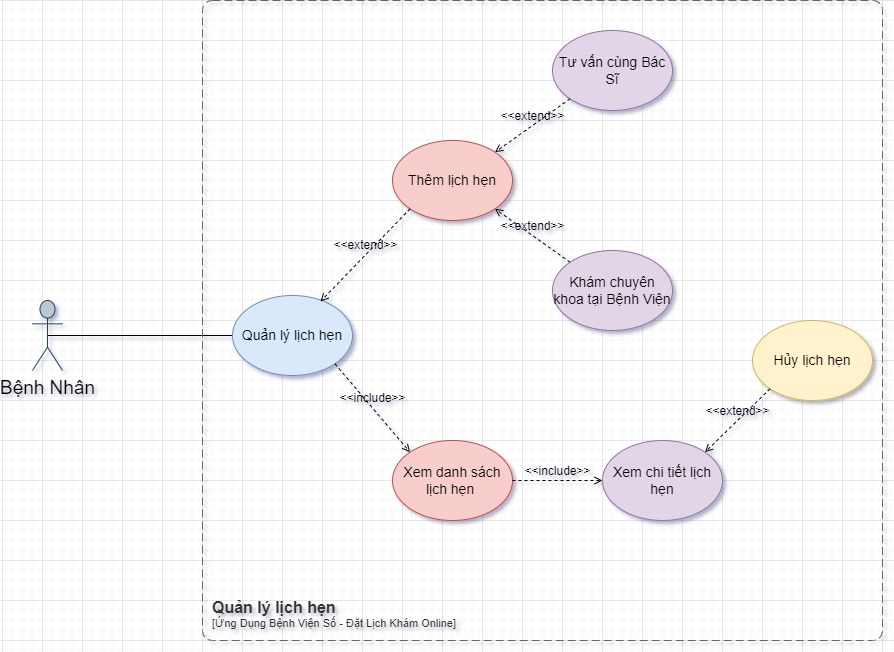 Tư vấn cùng Bác
Sĩ
<<extend>>
Thêm lịch hẹn
<<extend>>
<<extend>>
Khám chuyên
khoa tại Bệnh Viện
Quản lý lịch hẹn
Bệnh Nhân
Hủy lịch hẹn
<<include>>
<<extend>>
Xem danh sách
lịch hẹn
<<include>>
Xem chi tiết lịch
hẹn
Quản lý lịch hẹn
[Ứng Dụng Bệnh Viện Số - Đặt Lịch Khám Online]